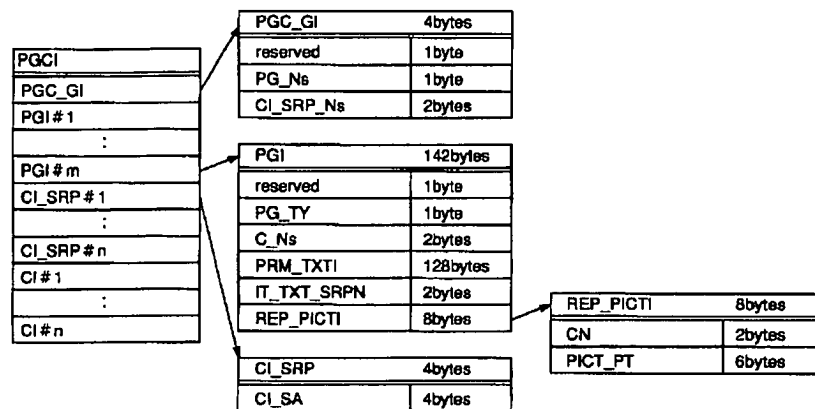 PGCI
PGC_GI
PGI#1
:
PGI#m
CI_SRP#1
:
CI_SRP#n
CI#1
:
CI#n
PGC_GI 4bytes
reserved 1byte
PG_Ns 1byte
CI_SRP_Ns 2bytes
PGI 142bytes
reserved 1byte
PG_TY 1byte
C_Ns 2bytes
PRM_TXTI 128bytes
IT_TXT_SRPN 2bytes
REP_PICTI 8bytes
CI_SRP 4bytes
CI_SA 4bytes
REP_PICTI 8bytes
CN 2bytes
PICT_PT 6bytes